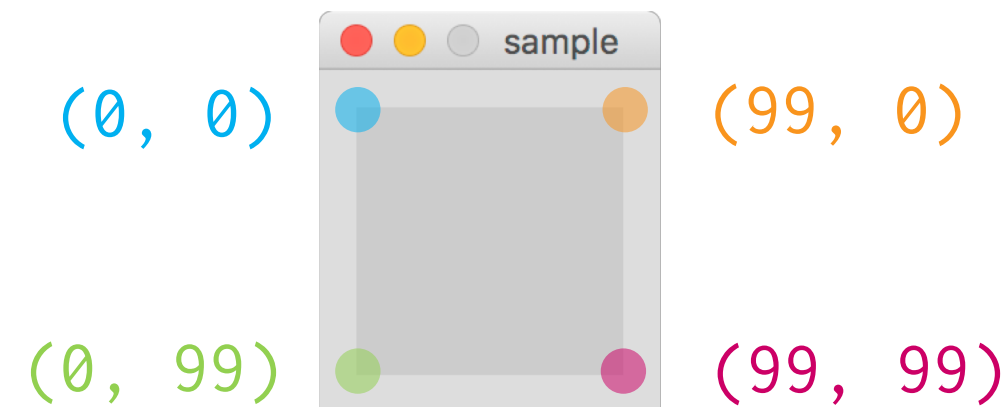 sample
(0, 0)
(99, 0)
(0, 99)
(99, 99)